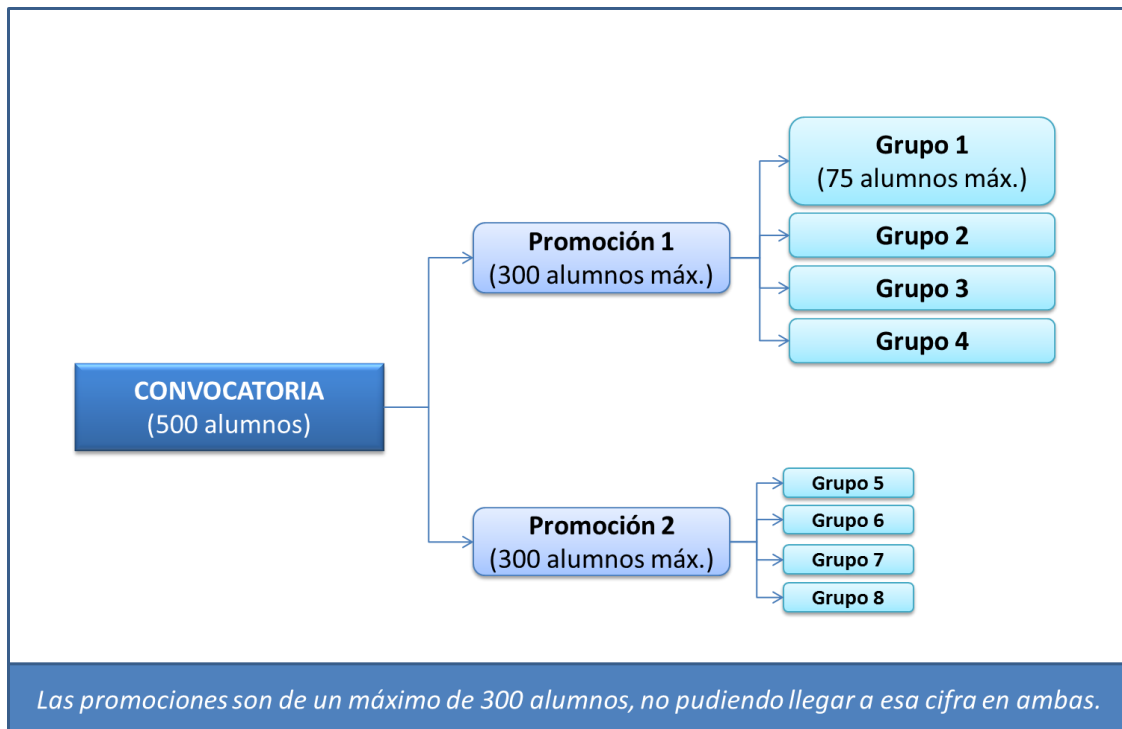 CONVOCATORIA
(500 alumnos)
Promoción 1
(300 alumnos máx.)
Grupo 1
(75 alumnos máx.)
Grupo 2
Grupo 3
Grupo 4
Promoción 2
(300 alumnos máx.)
Grupo 5
Grupo 6
Grupo 7
Grupo 8
Las promociones son de un máximo de 300 alumnos, no pudiendo llegar a esa cifra en ambas.